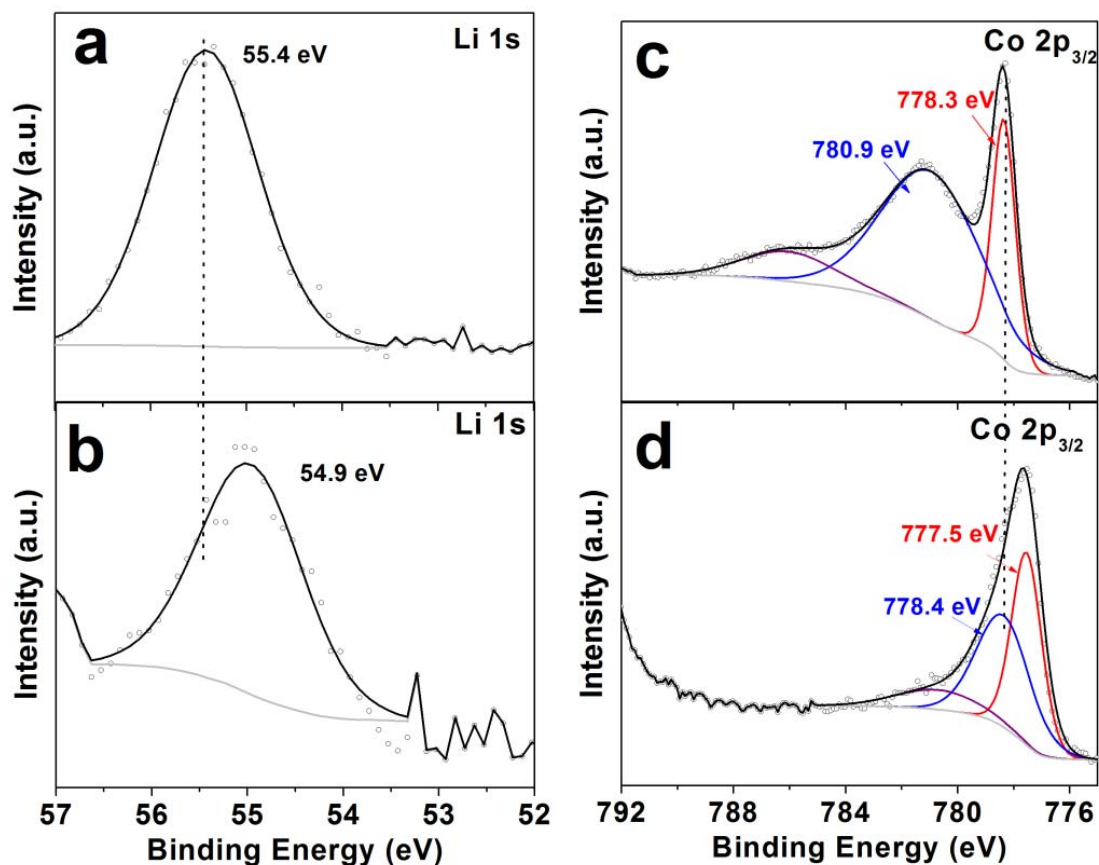 a
Li 1s
55.4 eV
Intensity (a.u.)
b
Li 1s
54.9 eV
Intensity (a.u.)
57 56 55 54 53 52
Binding Energy (eV)
c
Co 2p3/2
778.3 eV
780.9 eV
Intensity (a.u.)
d
Co 2p3/2
777.5 eV
778.4 eV
Intensity (a.u.)
792 788 784 780 776
Binding Energy (eV)